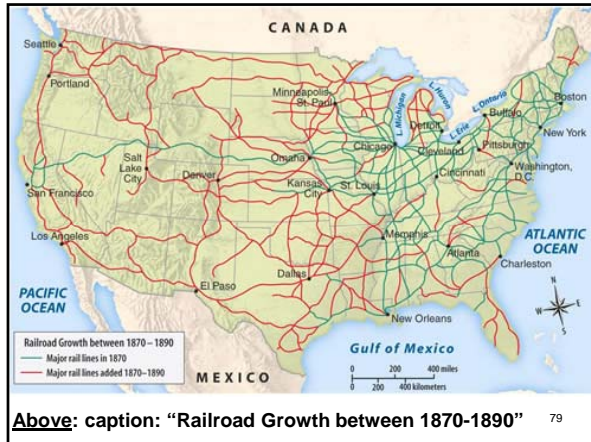 CANADA
Seattle
Portland
Minneapolis
St. Paul
L. Michigan
L. Huron
L. Ontario
L. Erie
Boston
Buffalo
Detroit
New York
Chicago
Cleveland
Pittsburgh
Salt
Lake
City
Omaha
Denver
Washington,
D.C.
Cincinnati
San Francisco
Kansas
City
St. Louis
Los Angeles
Memphis
ATLANTIC
OCEAN
Atlanta
Charleston
Dallas
El Paso
PACIFIC
OCEAN
N
W
E
S
New Orleans
Railroad Growth between 1870 – 1890
Major rail lines in 1870
Major rail lines added 1870–1890
Gulf of Mexico
MEXICO
0 200 400 miles
0 200 400 kilometers
Above: caption: “Railroad Growth between 1870-1890” 79